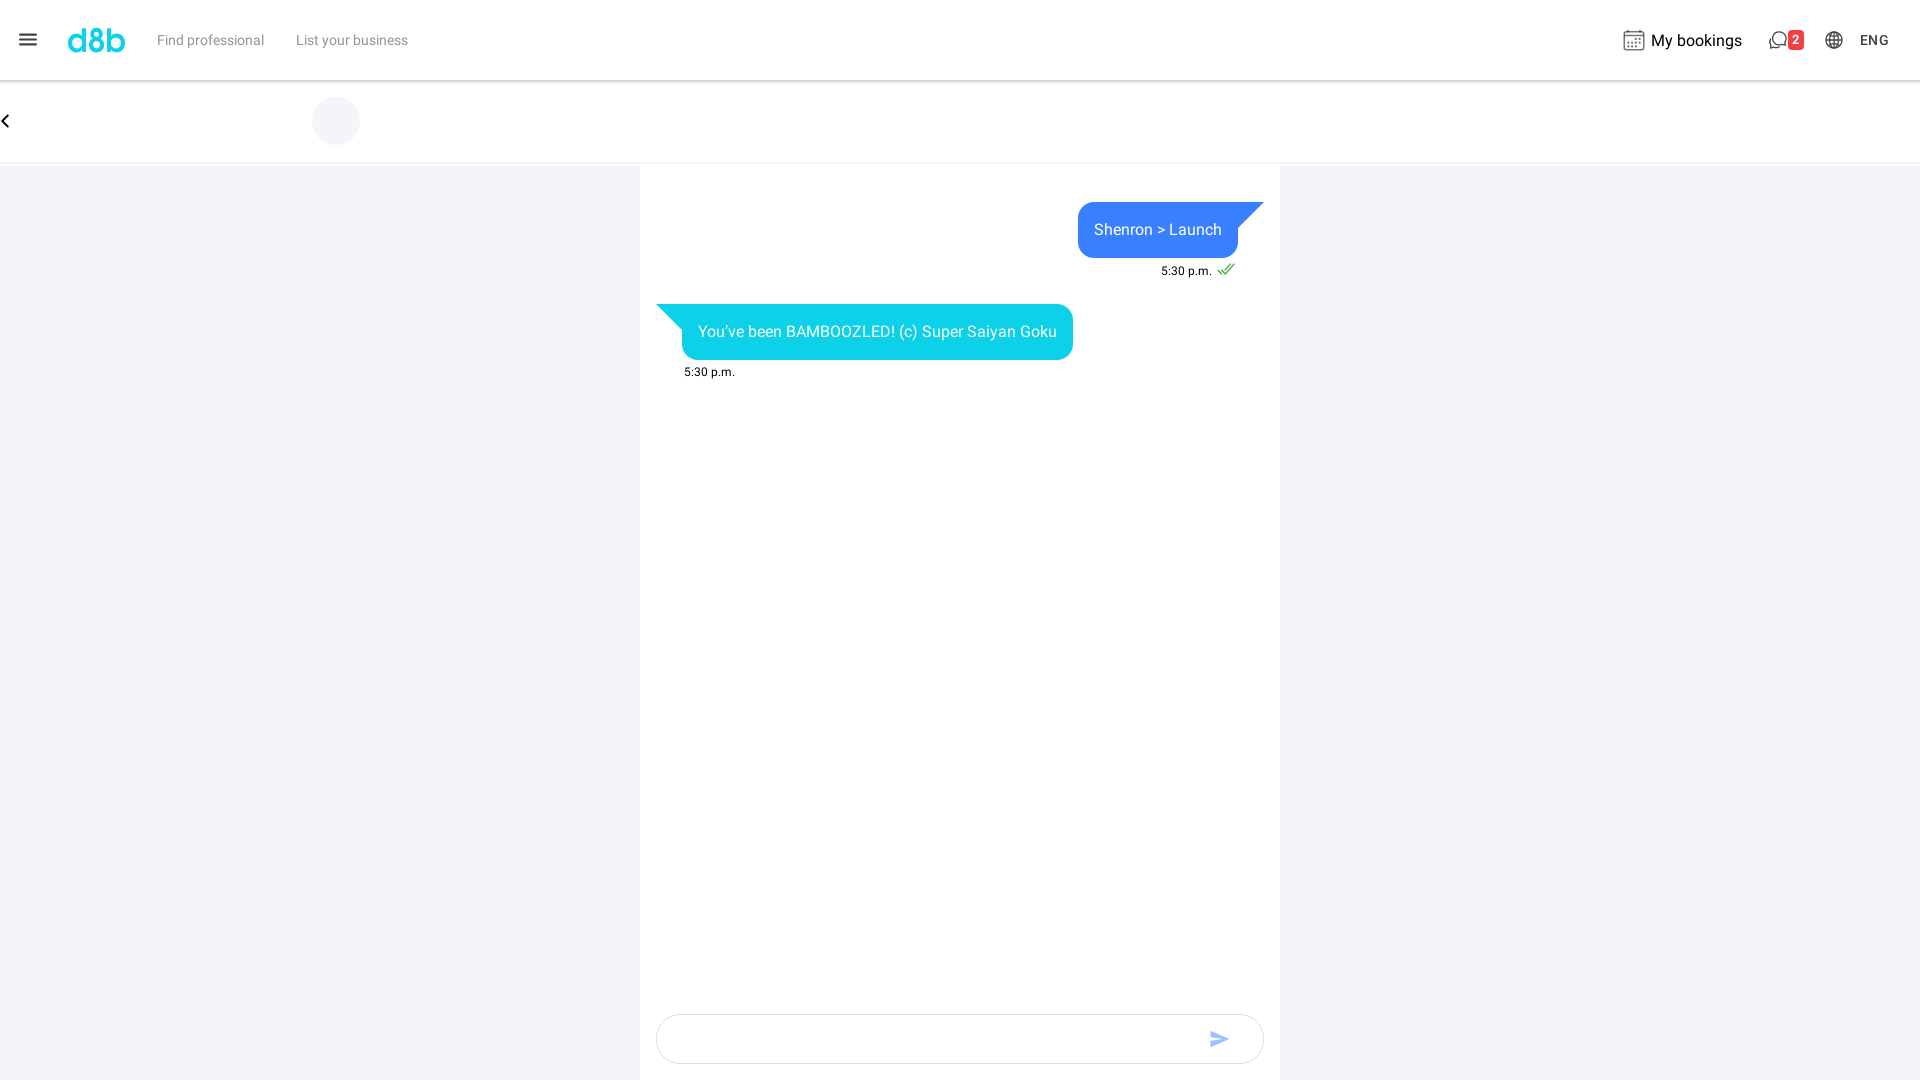 d8b
Find professional
List your business
My bookings
2
ENG
Shenron > Launch
5:30 p.m.
You’ve been BAMBOOZLED! (c) Super Saiyan Goku
5:30 p.m.